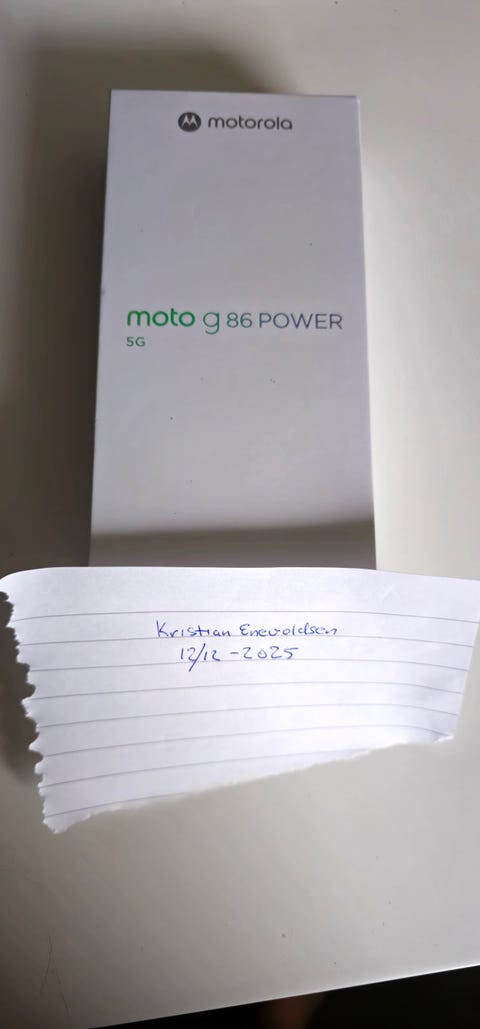 motorola
moto g 86 POWER
5G
Kristian Enevoldsen
12/12-2025